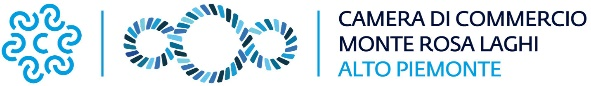 CAMERA DI COMMERCIO
MONTE ROSA LAGHI
ALTO PIEMONTE